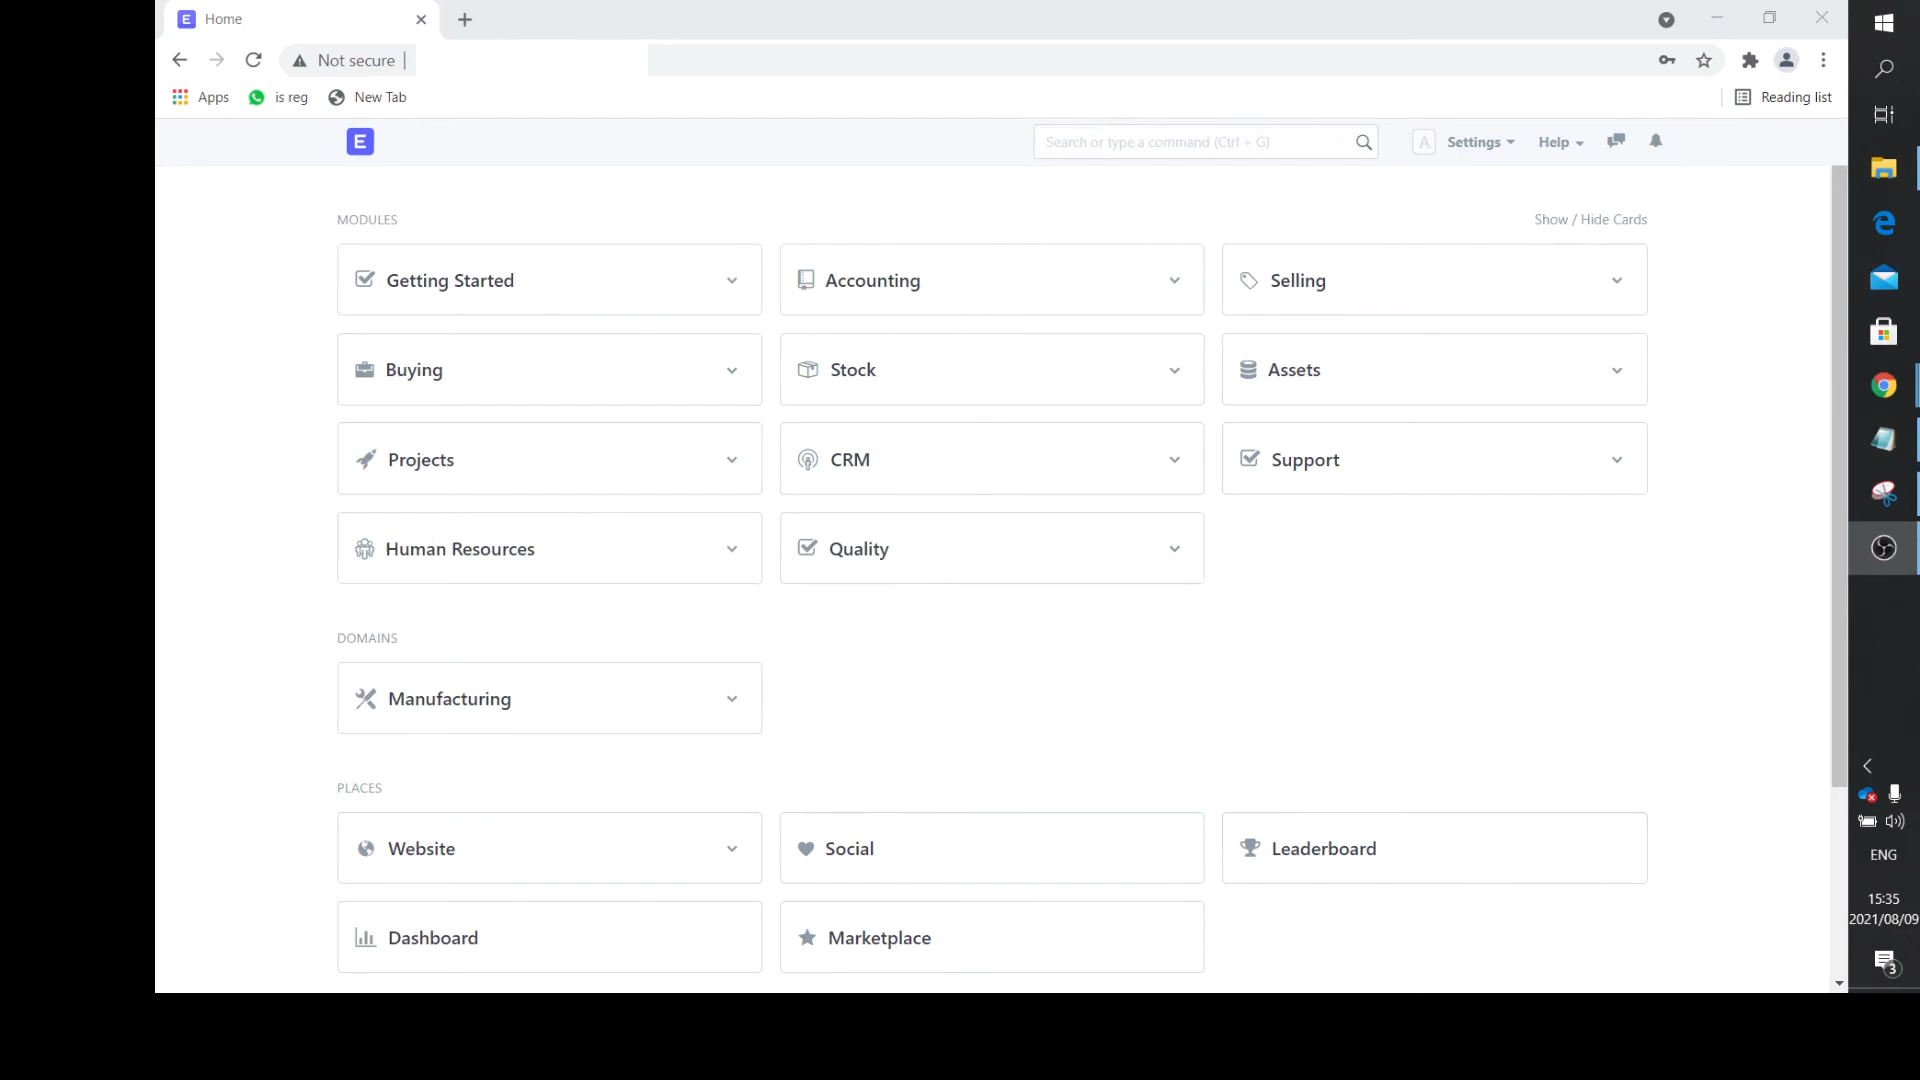 E Home
Not secure
Apps is reg New Tab Reading list
E Search or type a command (Ctrl + G) A Settings Help
MODULES Show / Hide Cards
Getting Started Accounting Selling
Buying Stock Assets
Projects CRM Support
Human Resources Quality
DOMAINS
Manufacturing
PLACES
Website Social Leaderboard
Dashboard Marketplace
ENG
15:35
2021/08/09
3